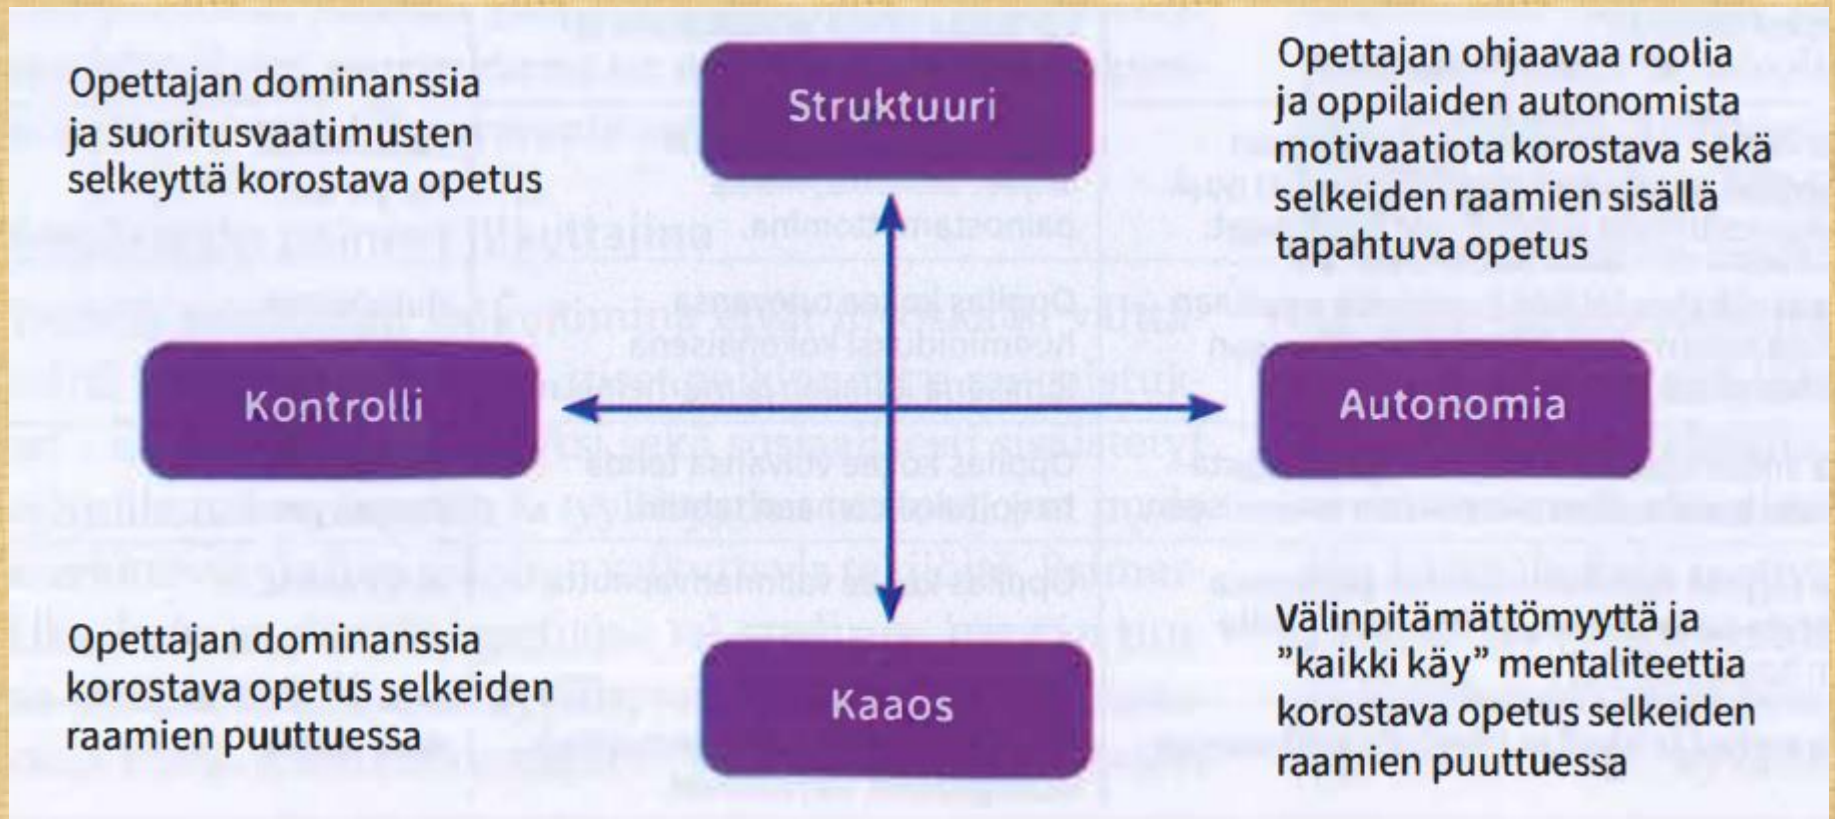 Opettajan dominanssia
ja suoritusvaatimusten
selkeyttä korostava opetus
Struktuuri
Opettajan ohjaavaa roolia
ja oppilaiden autonomista
motivaatiota korostava sekä
selkeiden raamien sisällä
tapahtuva opetus
Kontrolli
Autonomia
Opettajan dominanssia
korostava opetus selkeiden
raamien puuttuessa
Kaaos
Välinpitämättömyyttä ja
”kaikki käy” mentaliteettia
korostava opetus selkeiden
raamien puuttuessa